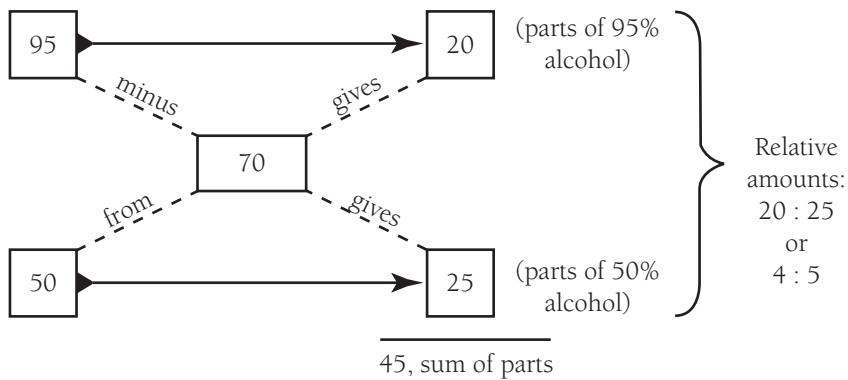 95
20
(parts of 95%
alcohol)
minus
gives
70
Relative
amounts:
20 : 25
or
4 : 5
from
gives
50
25
(parts of 50%
alcohol)
45, sum of parts